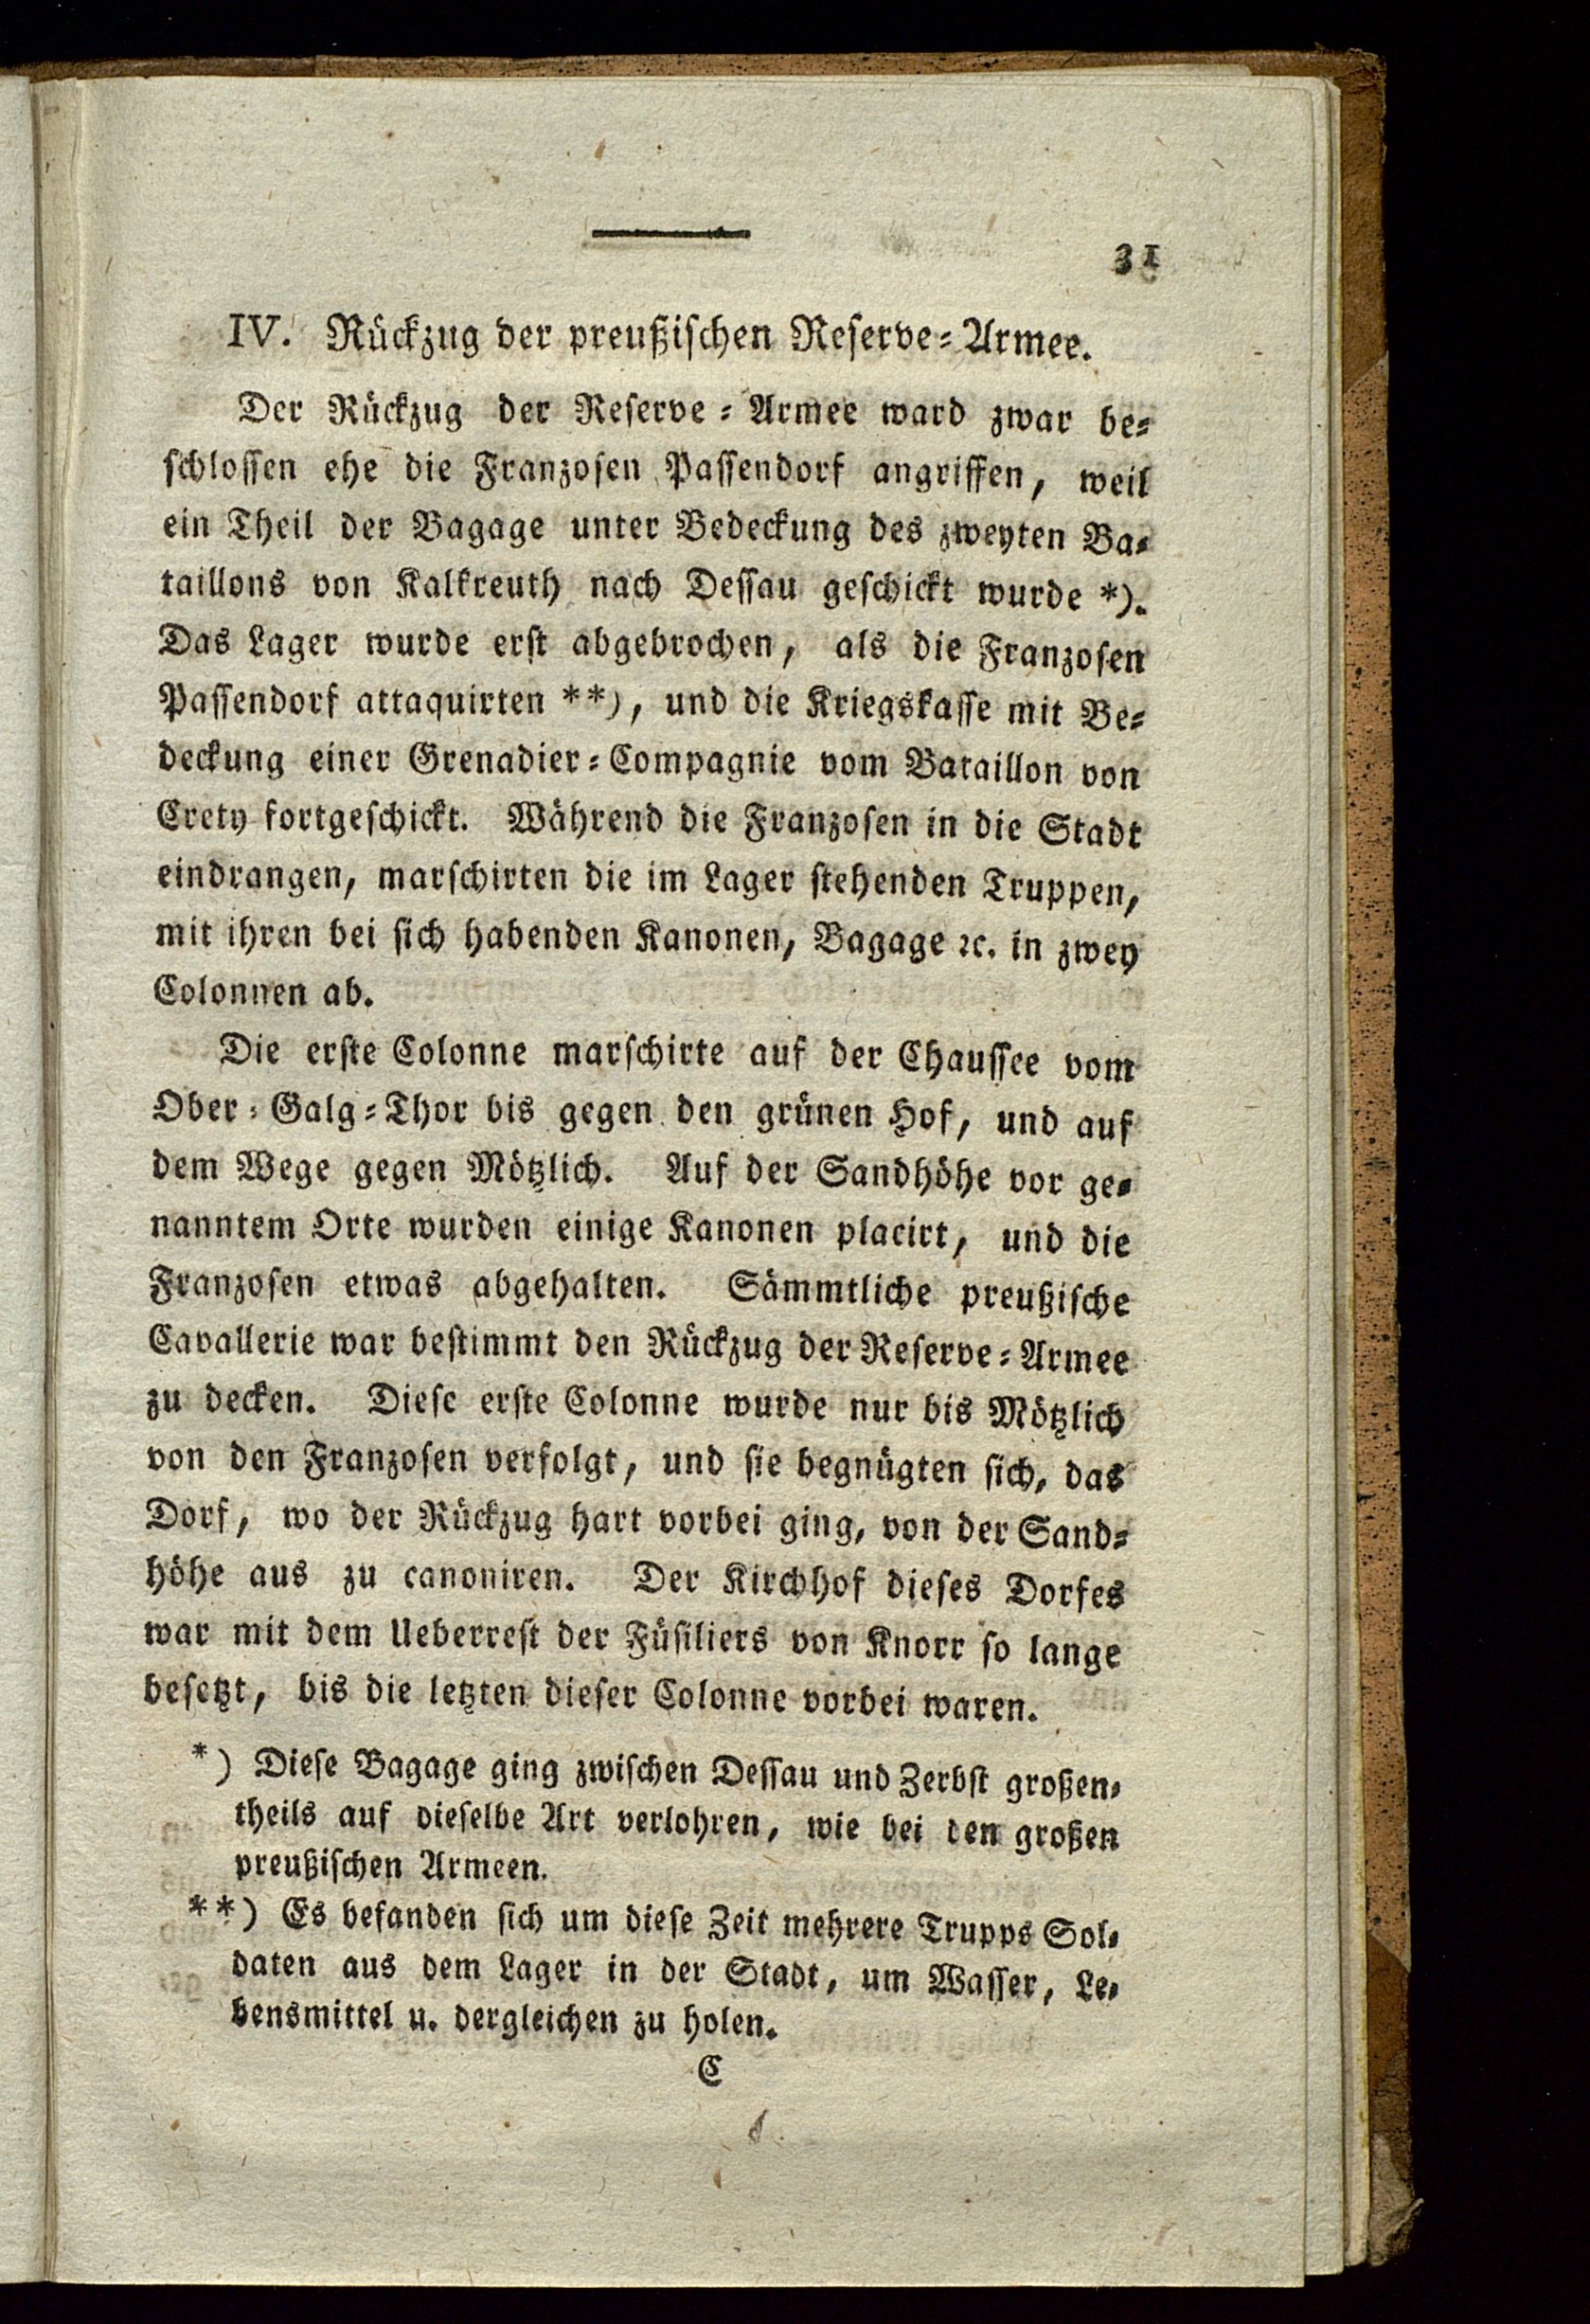 31
IV. Rückzug der preußischen Reserve-Armee.
Der Rückzug der Reserve-Armee ward zwar be-
schlossen ehe die Franzosen Passendorf angriffen, weil
ein Theil der Bagage unter Bedeckung des zweyten Ba-
taillons von Kalkreuth nach Dessau geschickt wurde *).
Das Lager wurde erst abgebrochen, als die Franzosen
Passendorf attaquirten **), und die Kriegskasse mit Be-
deckung einer Grenadier-Compagnie vom Bataillon von
Crety fortgeschickt. Während die Franzosen in die Stadt
eindrangen, marschirten die im Lager stehenden Truppen,
mit ihren bei sich habenden Kanonen, Bagage ꝛc. in zwey
Colonnen ab.
Die erste Colonne marschirte auf der Chaussee vom
Ober-Galg-Thor bis gegen den grünen Hof, und auf
dem Wege gegen Mötzlich. Auf der Sandhöhe vor ge-
nanntem Orte wurden einige Kanonen placirt, und die
Franzosen etwas abgehalten. Sämmtliche preußische
Cavallerie war bestimmt den Rückzug der Reserve-Armee
zu decken. Diese erste Colonne wurde nur bis Mötzlich
von den Franzosen verfolgt, und sie begnügten sich, das
Dorf, wo der Rückzug hart vorbei ging, von der Sand-
höhe aus zu canoniren. Der Kirchhof dieses Dorfes
war mit dem Ueberrest der Füsiliers von Knorr so lange
besetzt, bis die letzten dieser Colonne vorbei waren.
*) Diese Bagage ging zwischen Dessau und Zerbst großen-
theils auf dieselbe Art verlohren, wie bei den großen
preußischen Armeen.
**) Es befanden sich um diese Zeit mehrere Trupps Sol-
daten aus dem Lager in der Stadt, um Wasser, Le-
bensmittel u. dergleichen zu holen.
C